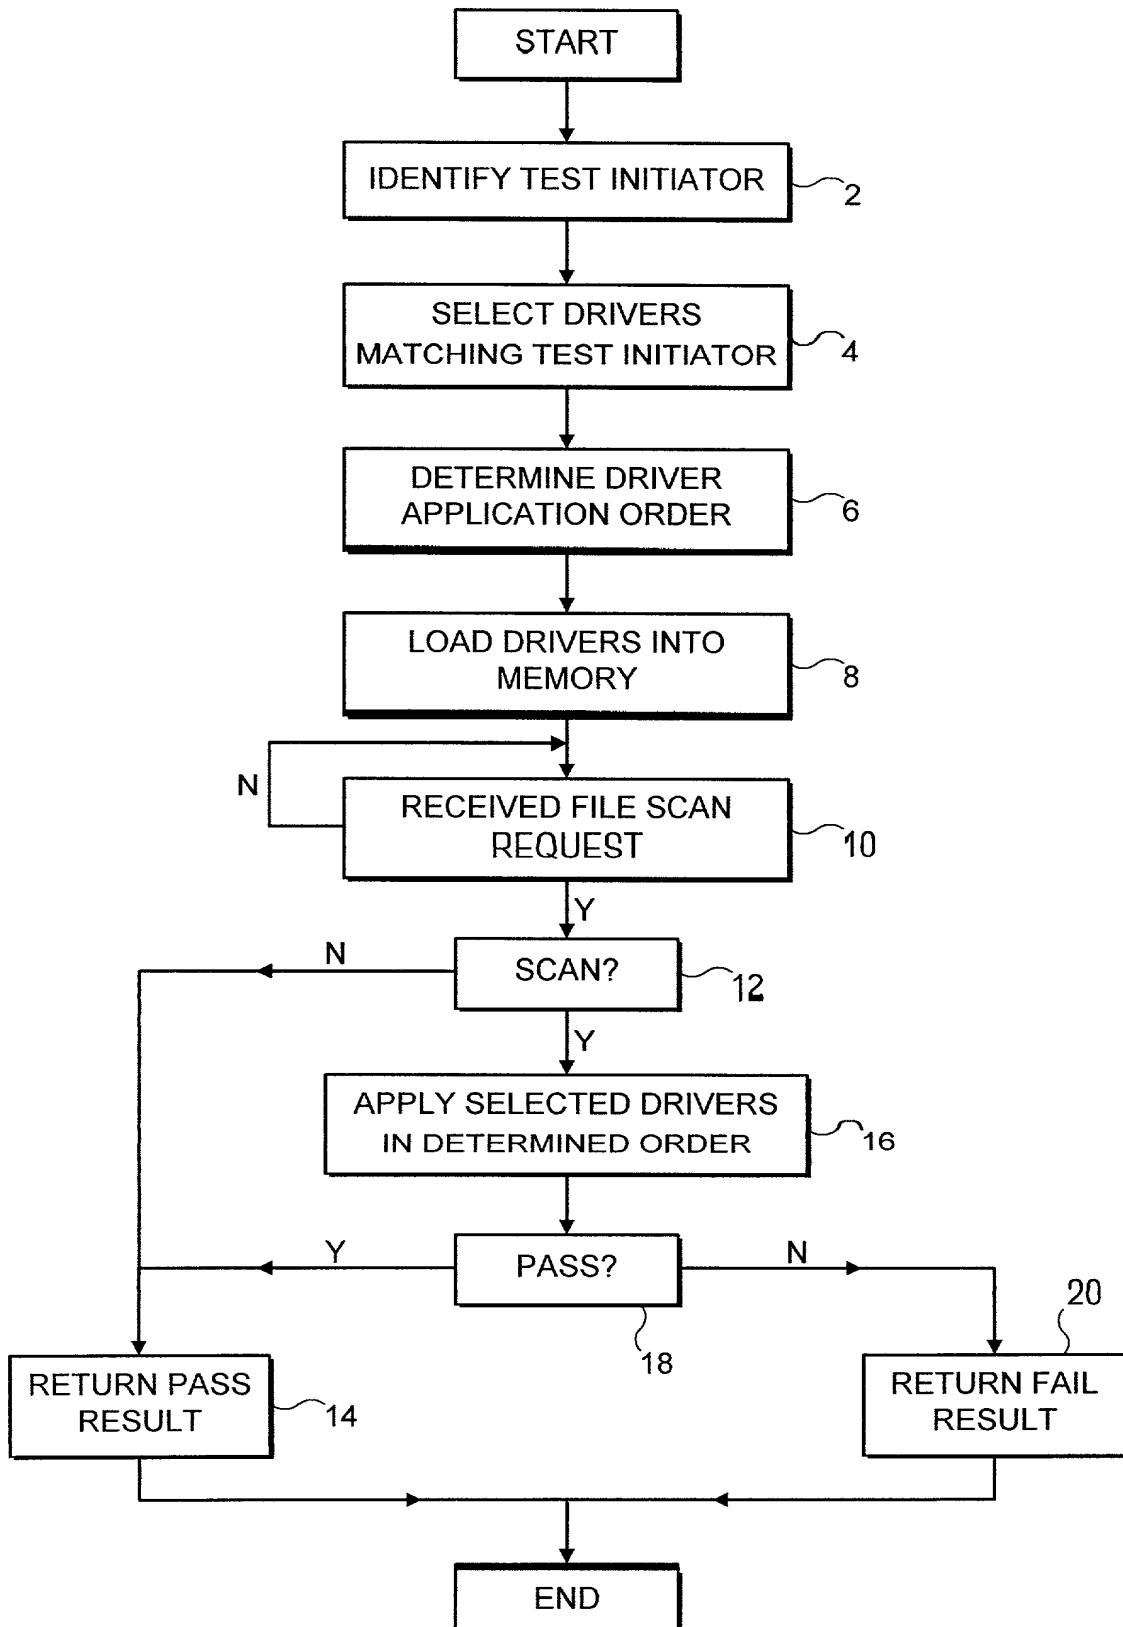 START
IDENTIFY TEST INITIATOR
2
SELECT DRIVERS
MATCHING TEST INITIATOR
4
DETERMINE DRIVER
APPLICATION ORDER
6
LOAD DRIVERS INTO
MEMORY
8
N
RECEIVED FILE SCAN
REQUEST
10
Y
N
SCAN?
12
Y
APPLY SELECTED DRIVERS
IN DETERMINED ORDER
16
Y
PASS?
N
18
20
RETURN PASS
RESULT
14
RETURN FAIL
RESULT
END